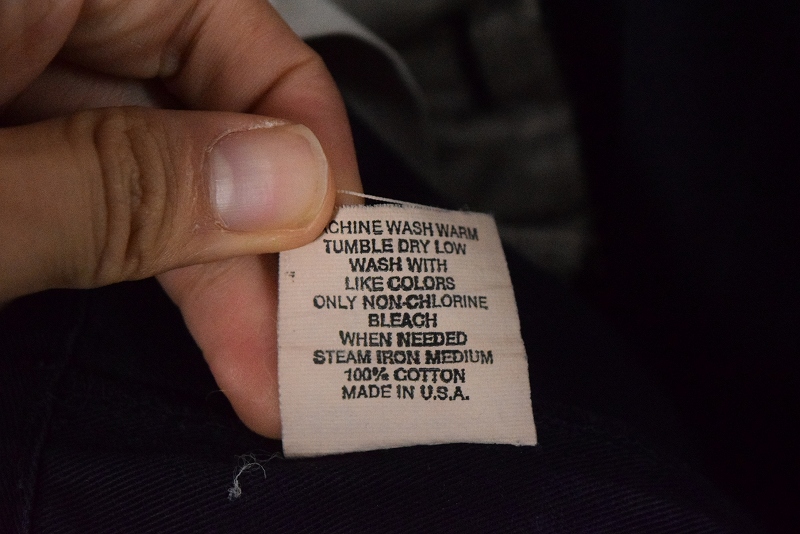 ACHINE WASH WARM
TUMBLE DRY LOW
WASH WITH
LIKE COLORS
ONLY NON-CHLORINE
BLEACH
WHEN NEEDED
STEAM IRON MEDIUM
100% COTTON
MADE IN U.S.A.